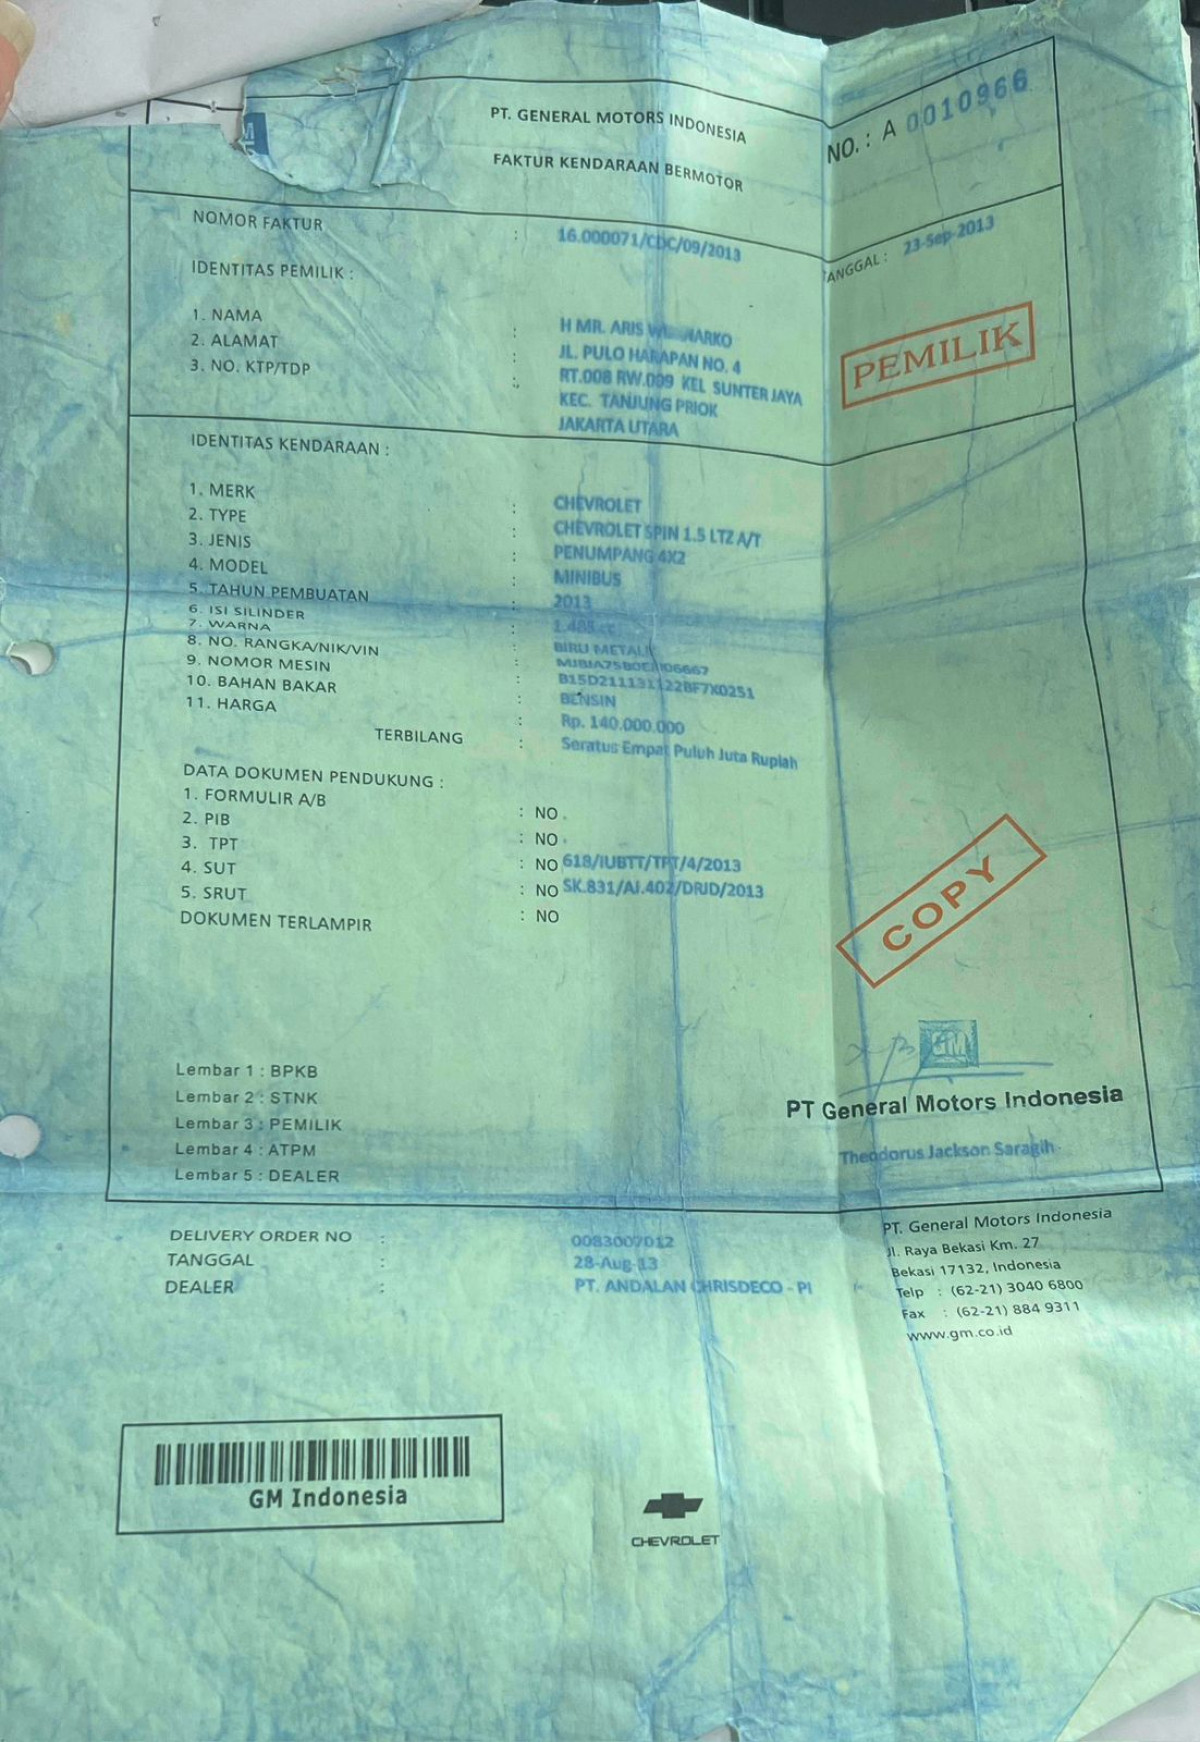 PT. GENERAL MOTORS INDONESIA
FAKTUR KENDARAAN BERMOTOR
NO. : A 0010966
NOMOR FAKTUR : 16.000071/CDC/09/2013
TANGGAL : 23-Sep-2013
IDENTITAS PEMILIK :
PEMILIK
1. NAMA : H MR. ARIS
2. ALAMAT : JL. PULO HARAPAN NO. 4
3. NO. KTP/TDP : RT.008 RW.009 KEL SUNTER JAYA
KEC. TANJUNG PRIOK
JAKARTA UTARA
IDENTITAS KENDARAAN :
1. MERK : CHEVROLET
2. TYPE : CHEVROLET SPIN 1.5 LTZ A/T
3. JENIS : PENUMPANG 4X2
4. MODEL : MINIBUS
5. TAHUN PEMBUATAN : 2013
6. ISI SILINDER :
7. WARNA : BIRU METALIK
8. NO. RANGKA/NIK/VIN :
9. NOMOR MESIN : B15D211131122BF7X0251
10. BAHAN BAKAR : BENSIN
11. HARGA : Rp. 140.000.000
TERBILANG : Seratus Empat Puluh Juta Rupiah
DATA DOKUMEN PENDUKUNG :
1. FORMULIR A/B : NO
2. PIB : NO
3. TPT : NO 618/IUBTT/TPT/4/2013
4. SUT : NO SK.831/AJ.402/DRJD/2013
5. SRUT : NO
DOKUMEN TERLAMPIR
COPY
GM
Lembar 1 : BPKB
Lembar 2 : STNK
Lembar 3 : PEMILIK
Lembar 4 : ATPM
Lembar 5 : DEALER
PT General Motors Indonesia
Theodorus Jackson Saragih
DELIVERY ORDER NO : 0083007012
TANGGAL : 28-Aug-13
DEALER : PT. ANDALAN CHRISDECO - PI
PT. General Motors Indonesia
Jl. Raya Bekasi Km. 27
Bekasi 17132, Indonesia
Telp : (62-21) 3040 6800
Fax : (62-21) 884 9311
www.gm.co.id
GM Indonesia
CHEVROLET